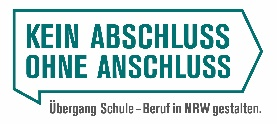 KEIN ABSCHLUSS
OHNE ANSCHLUSS
Übergang Schule – Beruf in NRW gestalten.